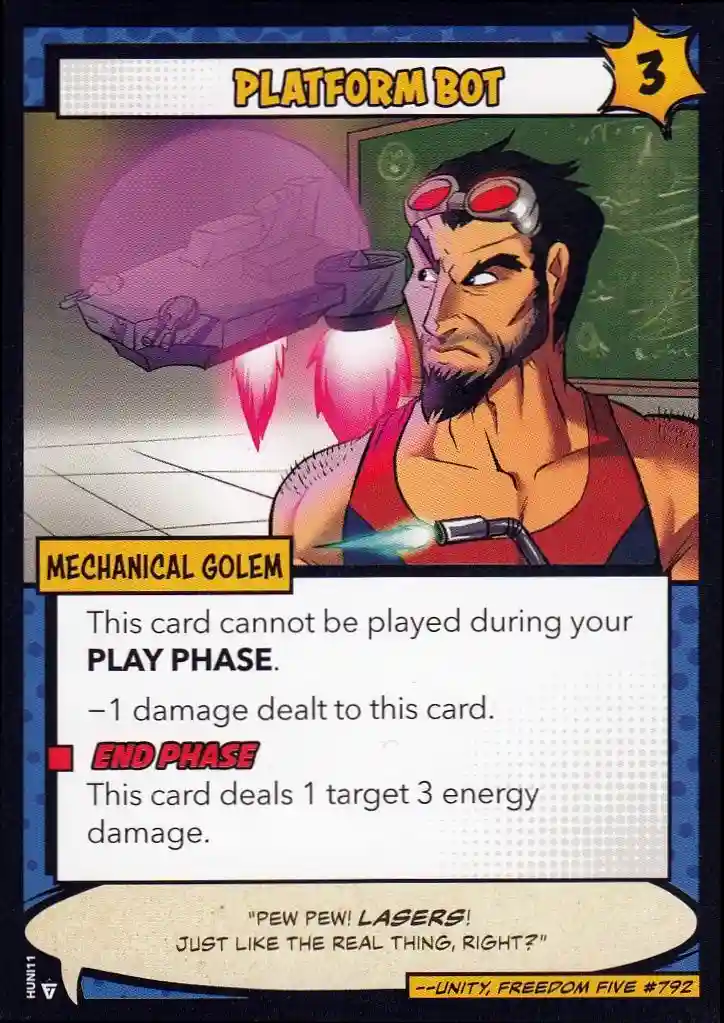 PLATFORM BOT
3
MECHANICAL GOLEM
This card cannot be played during your
PLAY PHASE.
−1 damage dealt to this card.
END PHASE
This card deals 1 target 3 energy
damage.
"PEW PEW! LASERS!
JUST LIKE THE REAL THING, RIGHT?"
--UNITY, FREEDOM FIVE #792
HUNI11